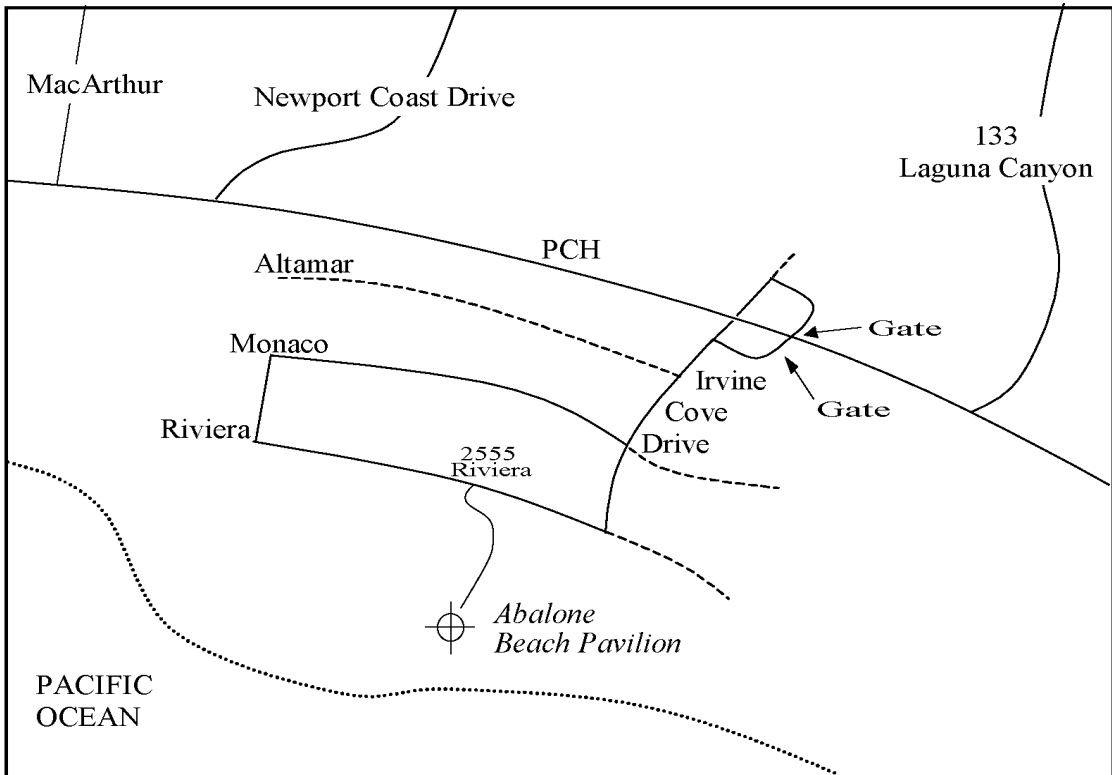 MacArthur
Newport Coast Drive
133
Laguna Canyon
PCH
Altamar
Gate
Monaco
Irvine
Cove
Drive
Gate
Riviera
2555
Riviera
Abalone
Beach Pavilion
PACIFIC
OCEAN